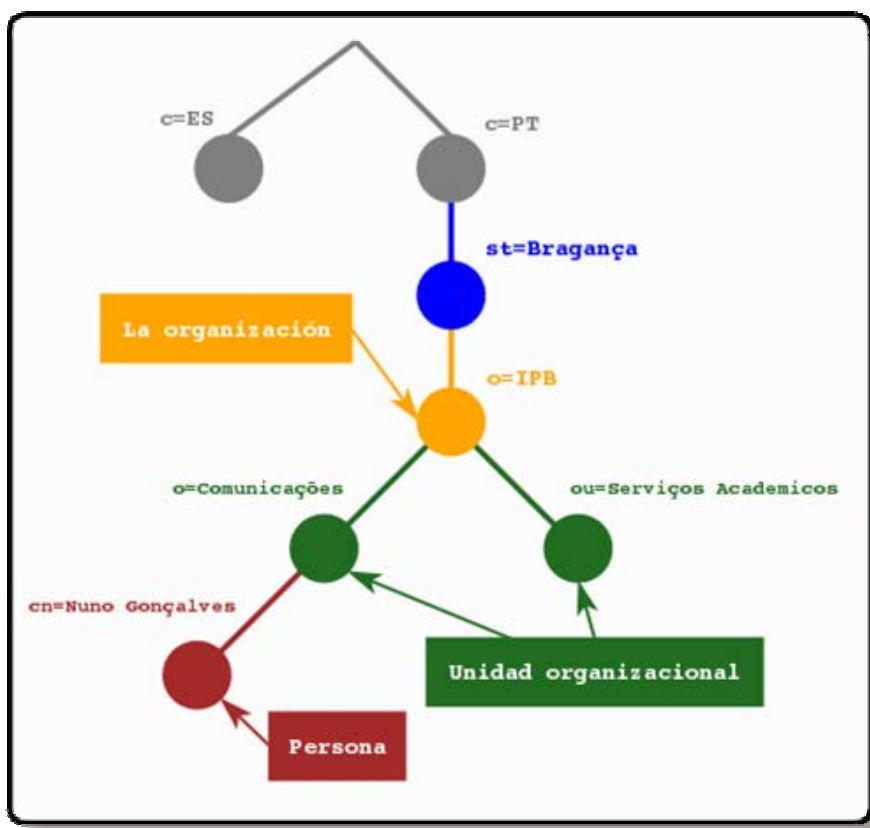 c=ES
c=PT
st=Bragança
La organización
o=IPB
o=Comunicações
ou=Serviços Academicos
cn=Nuno Gonçalves
Unidad organizacional
Persona